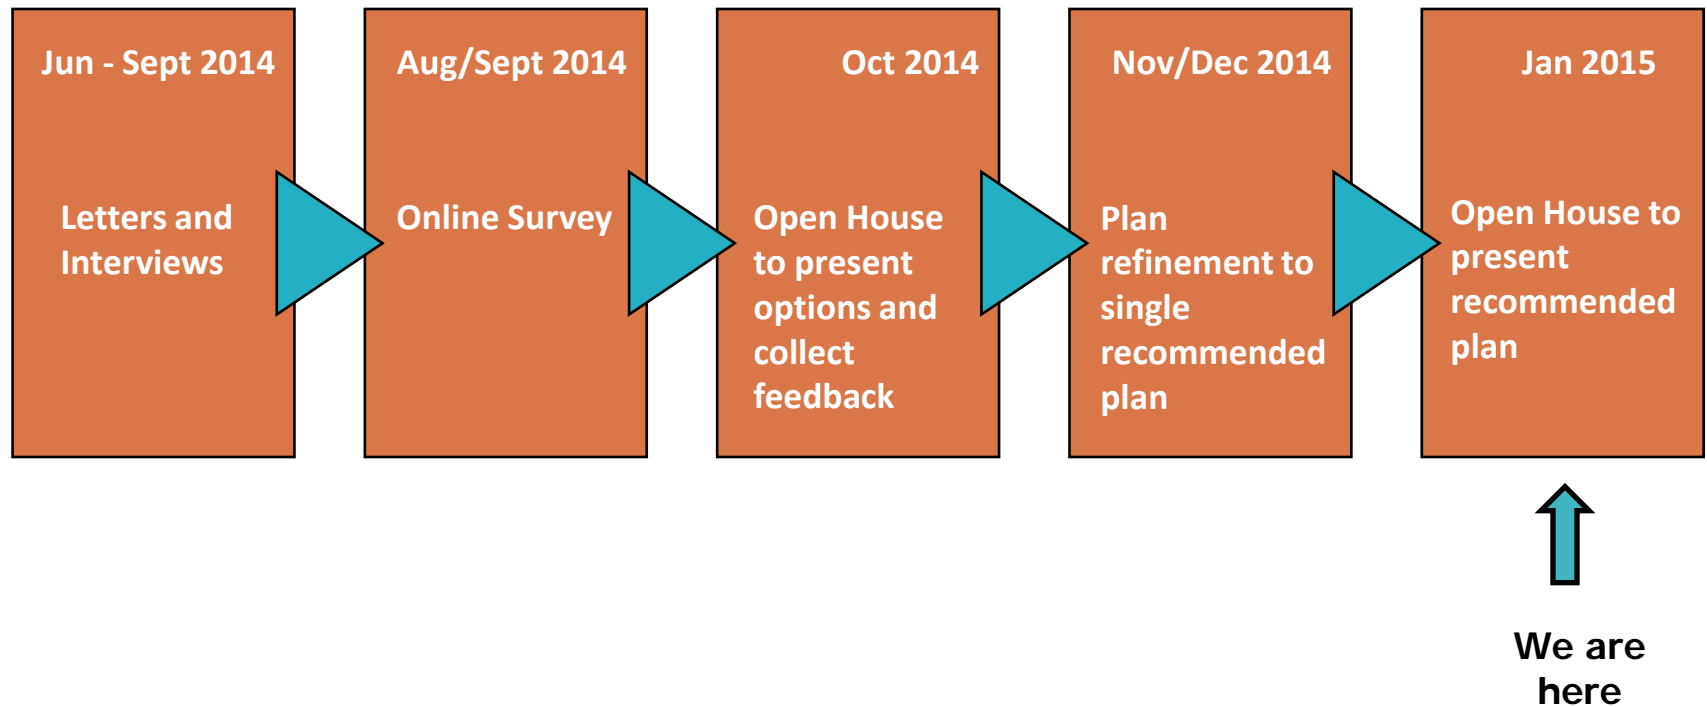 Jun - Sept 2014
Letters and
Interviews
Aug/Sept 2014
Online Survey
Oct 2014
Open House
to present
options and
collect
feedback
Nov/Dec 2014
Plan
refinement to
single
recommended
plan
Jan 2015
Open House to
present
recommended
plan
We are
here